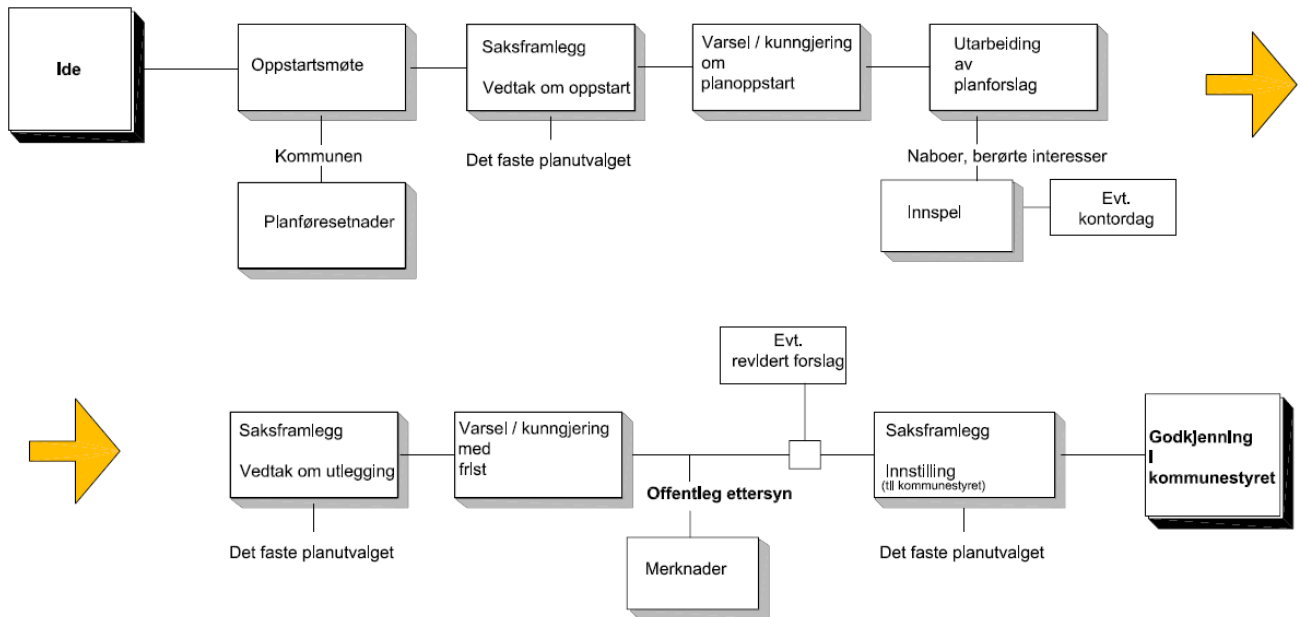 Ide
Oppstartsmøte
Saksframlegg
Vedtak om oppstart
Varsel / kunngjering
om
planoppstart
Utarbeiding
av
planforslag
Kommunen
Det faste planutvalget
Naboer, berørte interesser
Planføresetnader
Innspel
Evt.
kontordag
Evt.
revidert forslag
Saksframlegg
Vedtak om utlegging
Varsel / kunngjering
med
frist
Offentleg ettersyn
Saksframlegg
Innstilling
(til kommunestyret)
Godkjenning
i
kommunestyret
Det faste planutvalget
Merknader
Det faste planutvalget